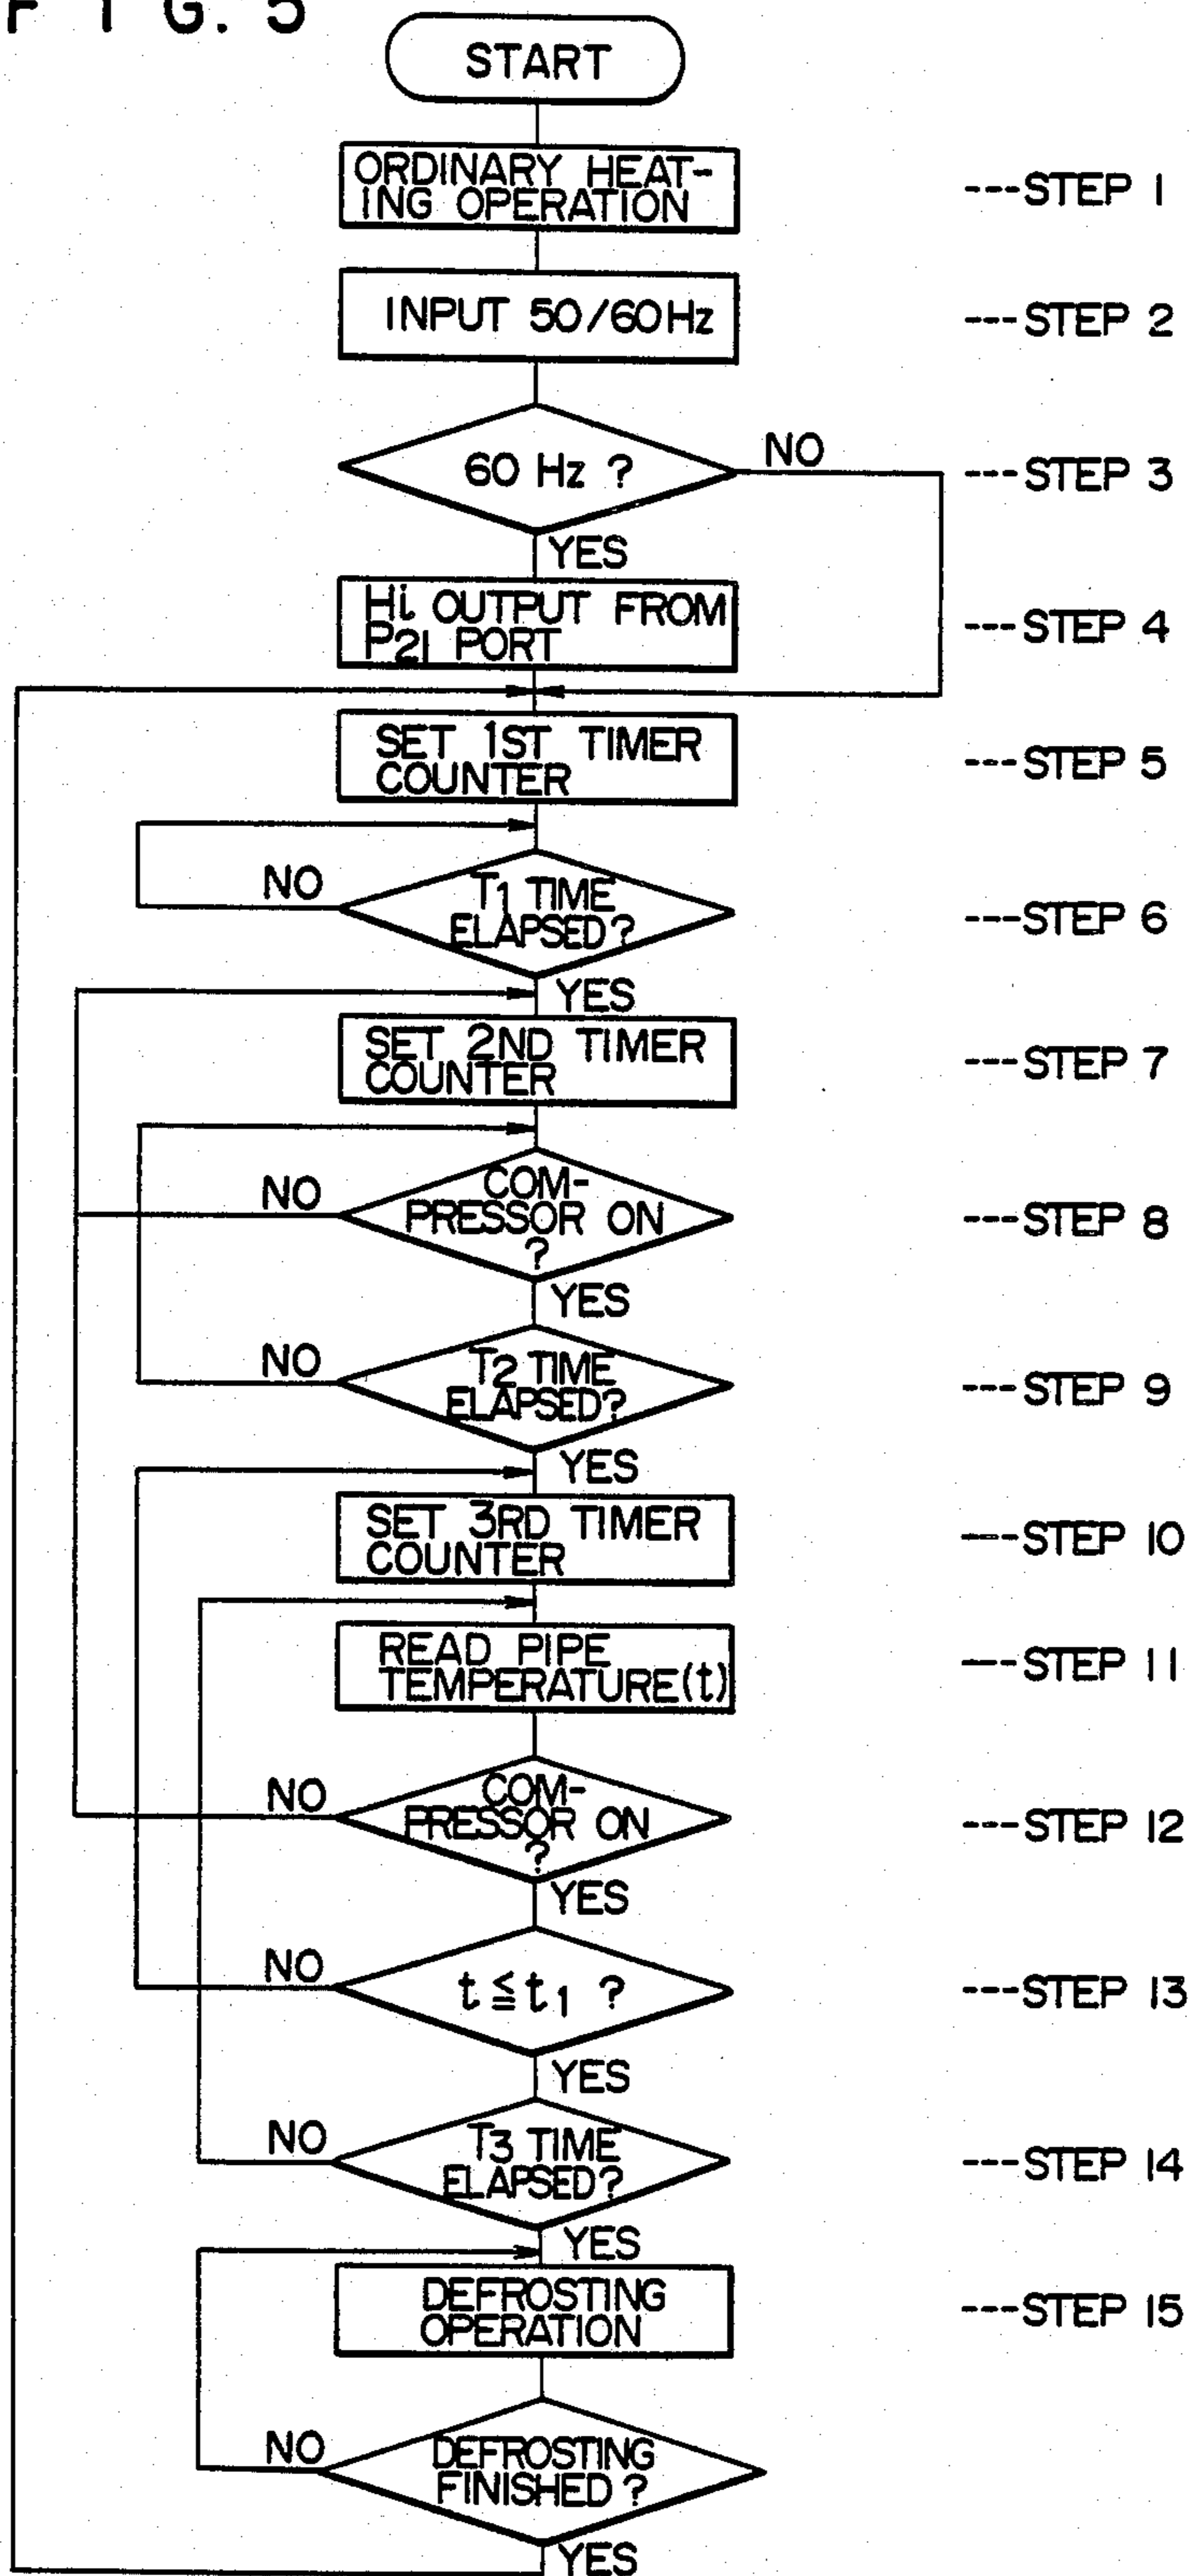 FIG. 5
START
ORDINARY HEAT-
ING OPERATION
---STEP 1
INPUT 50/60Hz
---STEP 2
60 Hz ?
NO
---STEP 3
YES
Hi OUTPUT FROM
P21 PORT
---STEP 4
SET 1ST TIMER
COUNTER
---STEP 5
NO
T1 TIME
ELAPSED?
---STEP 6
YES
SET 2ND TIMER
COUNTER
---STEP 7
NO
COM-
PRESSOR ON
?
---STEP 8
YES
NO
T2 TIME
ELAPSED?
---STEP 9
YES
SET 3RD TIMER
COUNTER
---STEP 10
READ PIPE
TEMPERATURE(t)
---STEP 11
NO
COM-
PRESSOR ON
?
---STEP 12
YES
NO
t ≦ t1 ?
---STEP 13
YES
NO
T3 TIME
ELAPSED?
---STEP 14
YES
DEFROSTING
OPERATION
---STEP 15
NO
DEFROSTING
FINISHED ?
YES